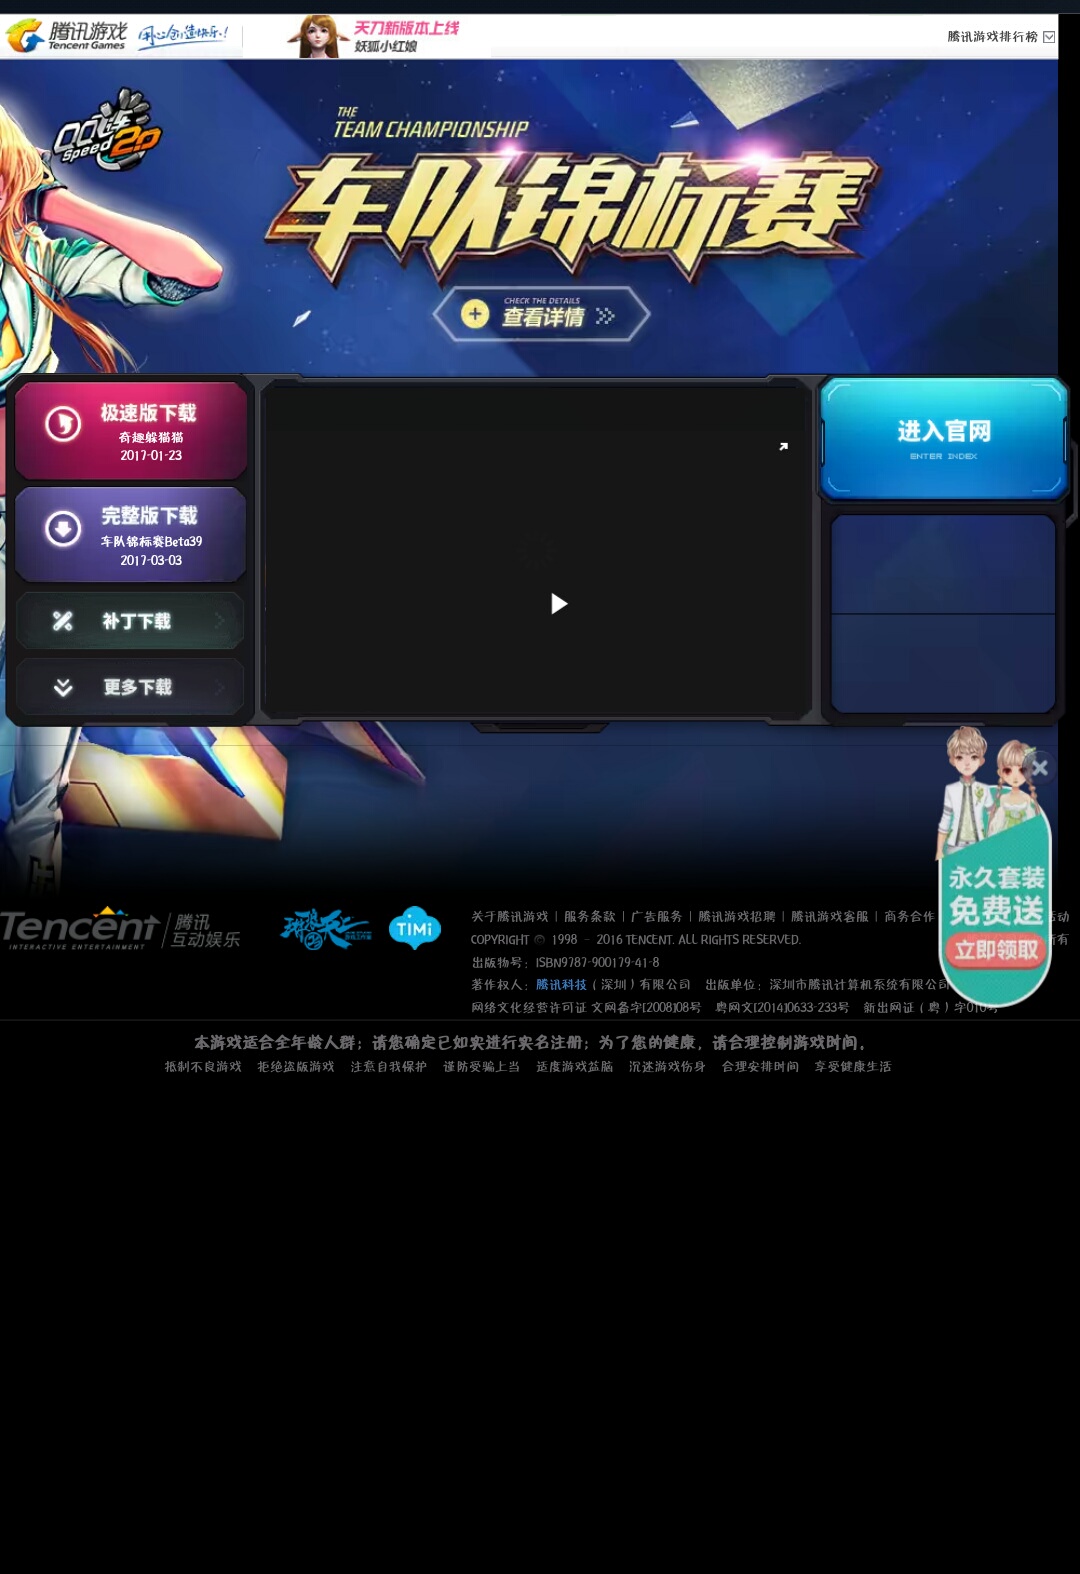 腾讯游戏
Tencent Games
用心创造快乐!
天刀新版本上线
妖狐小红娘
腾讯游戏排行榜
QQ飞车
Speed 2.0
THE
TEAM CHAMPIONSHIP
车队锦标赛
CHECK THE DETAILS
查看详情
极速版下载
奇趣躲猫猫
2017-01-23
完整版下载
车队锦标赛Beta39
2017-03-03
补丁下载
更多下载
进入官网
ENTER INDEX
永久套装
免费送
立即领取
Tencent 腾讯
INTERACTIVE ENTERTAINMENT 互动娱乐
TiMi
关于腾讯游戏 | 服务条款 | 广告服务 | 腾讯游戏招聘 | 腾讯游戏客服 | 商务合作
COPYRIGHT © 1998 – 2016 TENCENT. ALL RIGHTS RESERVED.
出版物号：ISBN9787-900179-41-8
著作权人：腾讯科技（深圳）有限公司 出版单位：深圳市腾讯计算机系统有限公司
网络文化经营许可证 文网备字[2008]08号 粤网文[2014]0633-233号 新出网证（粤）字010号
本游戏适合全年龄人群；请您确定已如实进行实名注册；为了您的健康，请合理控制游戏时间。
抵制不良游戏 拒绝盗版游戏 注意自我保护 谨防受骗上当 适度游戏益脑 沉迷游戏伤身 合理安排时间 享受健康生活